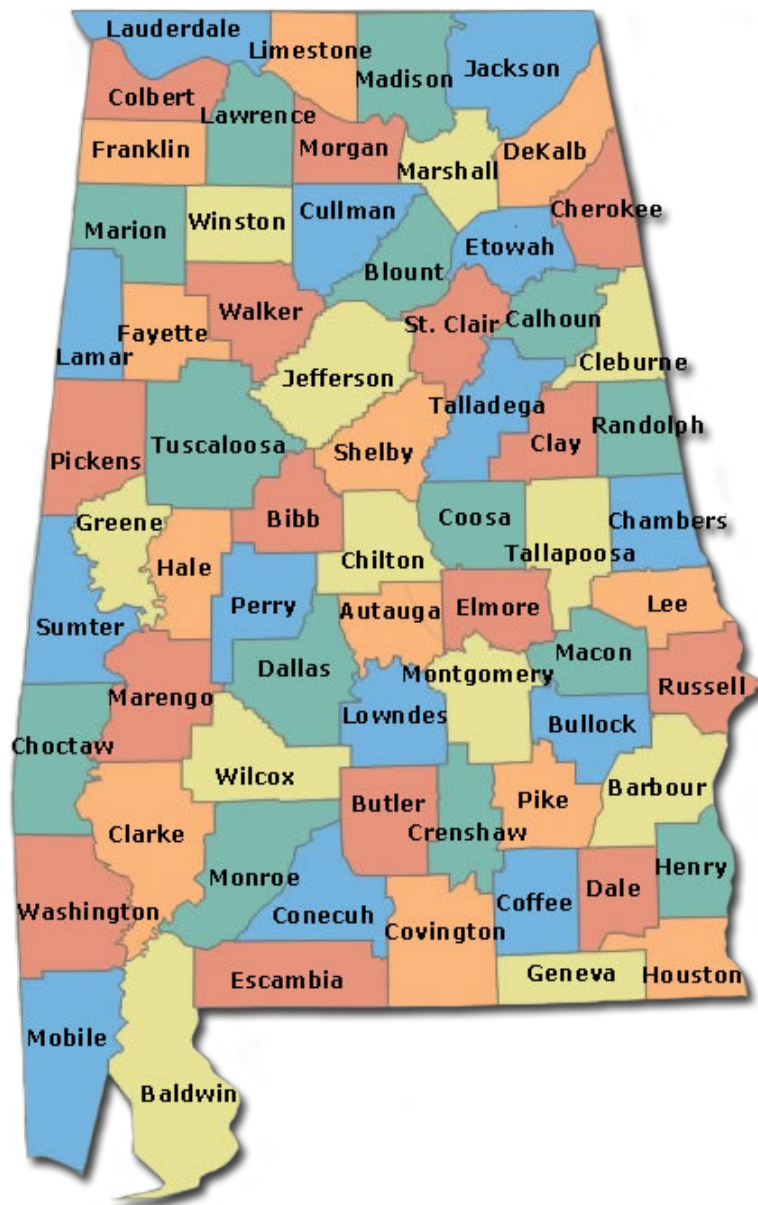 Lauderdale
Limestone
Madison
Jackson
Colbert
Lawrence
Franklin
Morgan
Marshall
DeKalb
Marion
Winston
Cullman
Cherokee
Etowah
Blount
Walker
St. Clair
Calhoun
Fayette
Lamar
Jefferson
Cleburne
Talladega
Randolph
Tuscaloosa
Shelby
Clay
Pickens
Greene
Bibb
Coosa
Chambers
Tallapoosa
Hale
Chilton
Perry
Autauga
Elmore
Lee
Sumter
Dallas
Macon
Montgomery
Marengo
Russell
Lowndes
Bullock
Choctaw
Wilcox
Barbour
Butler
Pike
Clarke
Crenshaw
Monroe
Henry
Dale
Coffee
Washington
Conecuh
Covington
Escambia
Geneva
Houston
Mobile
Baldwin